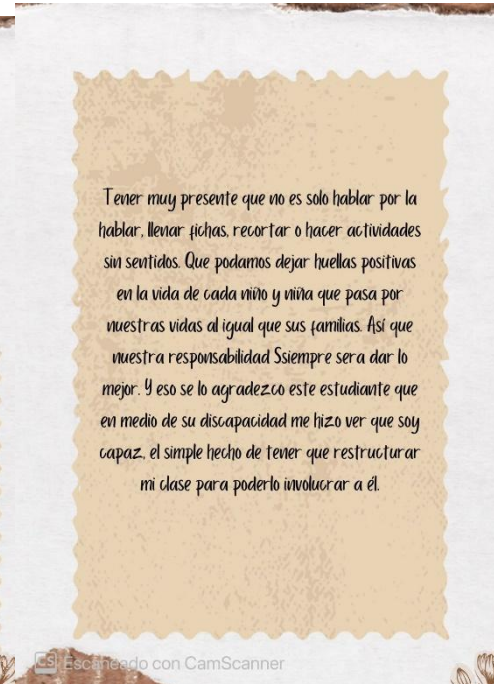 Tener muy presente que no es solo hablar por la
hablar, llenar fichas, recortar o hacer actividades
sin sentidos. Que podamos dejar huellas positivas
en la vida de cada niño y niña que pasa por
nuestras vidas al igual que sus familias. Así que
nuestra responsabilidad Ssiempre sera dar lo
mejor. Y eso se lo agradezco este estudiante que
en medio de su discapacidad me hizo ver que soy
capaz, el simple hecho de tener que restructurar
mi clase para poderlo involucrar a él.
CS Escaneado con CamScanner